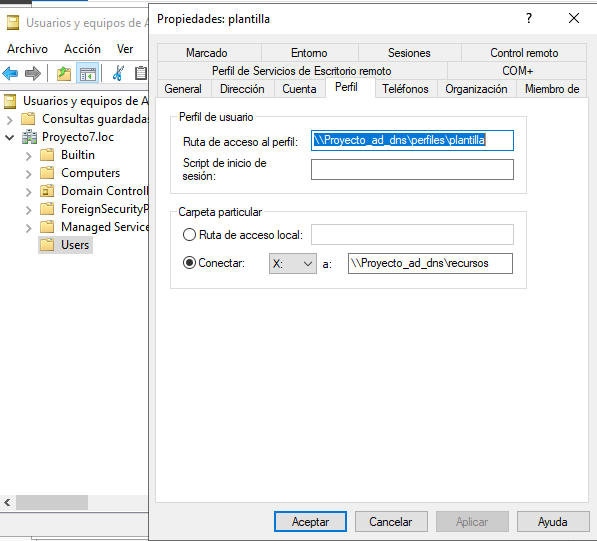 Usuarios y equipos de A
Archivo Acción Ver
Usuarios y equipos de A
Consultas guardadas
Proyecto7.loc
Builtin
Computers
Domain Controll
ForeignSecurityP
Managed Service
Users
Propiedades: plantilla
?
Marcado Entorno Sesiones Control remoto
Perfil de Servicios de Escritorio remoto COM+
General Dirección Cuenta Perfil Teléfonos Organización Miembro de
Perfil de usuario
Ruta de acceso al perfil: \\Proyecto_ad_dns\perfiles\plantilla
Script de inicio de
sesión:
Carpeta particular
Ruta de acceso local:
Conectar: X: a: \\Proyecto_ad_dns\recursos
Aceptar Cancelar Aplicar Ayuda